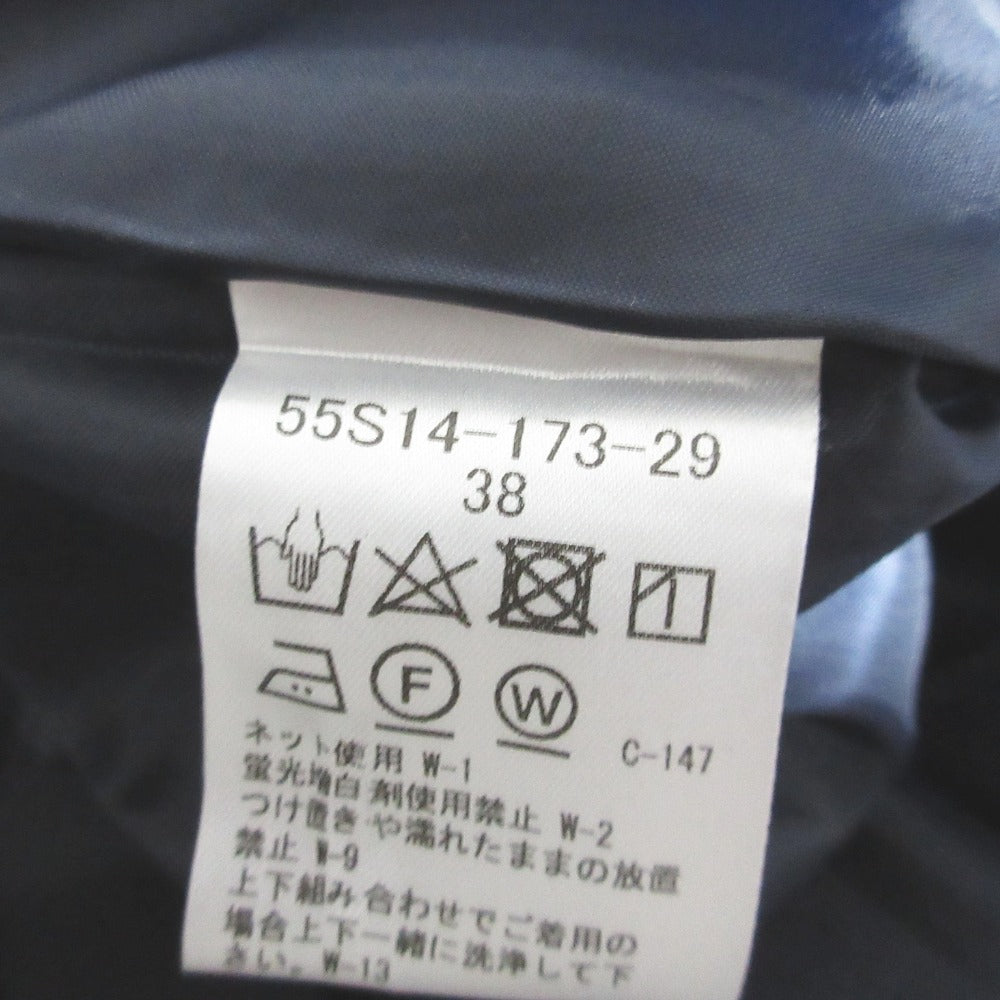 55S14-173-29
38
F W
C-147
ネット使用 W-1
蛍光増白剤使用禁止 W-2
つけ置きや濡れたままの放置
禁止 W-9
上下組み合わせでご着用の
場合上下一緒に洗浄して下
さい。W-13